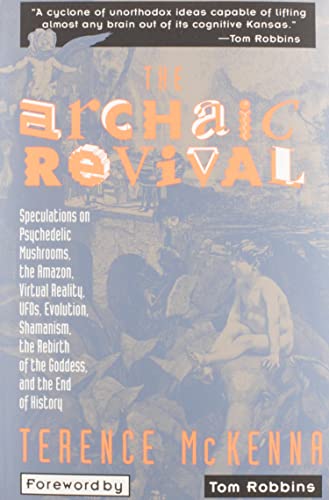 "A cyclone of unorthodox ideas capable of lifting
almost any brain out of its cognitive Kansas."
—Tom Robbins
THE
ARCHAIC
REVIVAL
Speculations on
Psychedelic
Mushrooms,
the Amazon,
Virtual Reality,
UFOs, Evolution,
Shamanism,
the Rebirth
of the Goddess,
and the End
of History
TERENCE McKENNA
Foreword by Tom Robbins